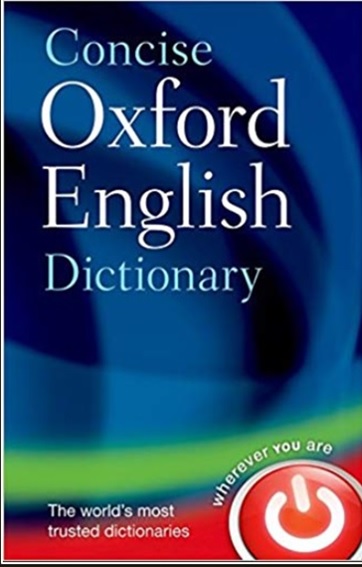 Concise
Oxford
English
Dictionary
wherever YOU are
The world's most
trusted dictionaries